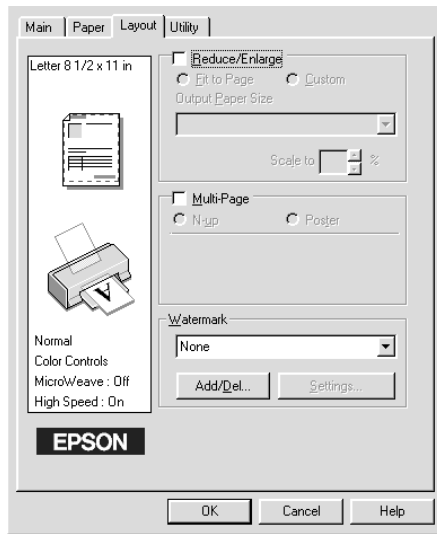 Main Paper Layout Utility
Letter 8 1/2 x 11 in
Normal
Color Controls
MicroWeave : Off
High Speed : On
EPSON
Reduce/Enlarge
Fit to Page Custom
Output Paper Size
Scale to %
Multi-Page
N-up Poster
Watermark
None
Add/Del... Settings...
OK Cancel Help
A